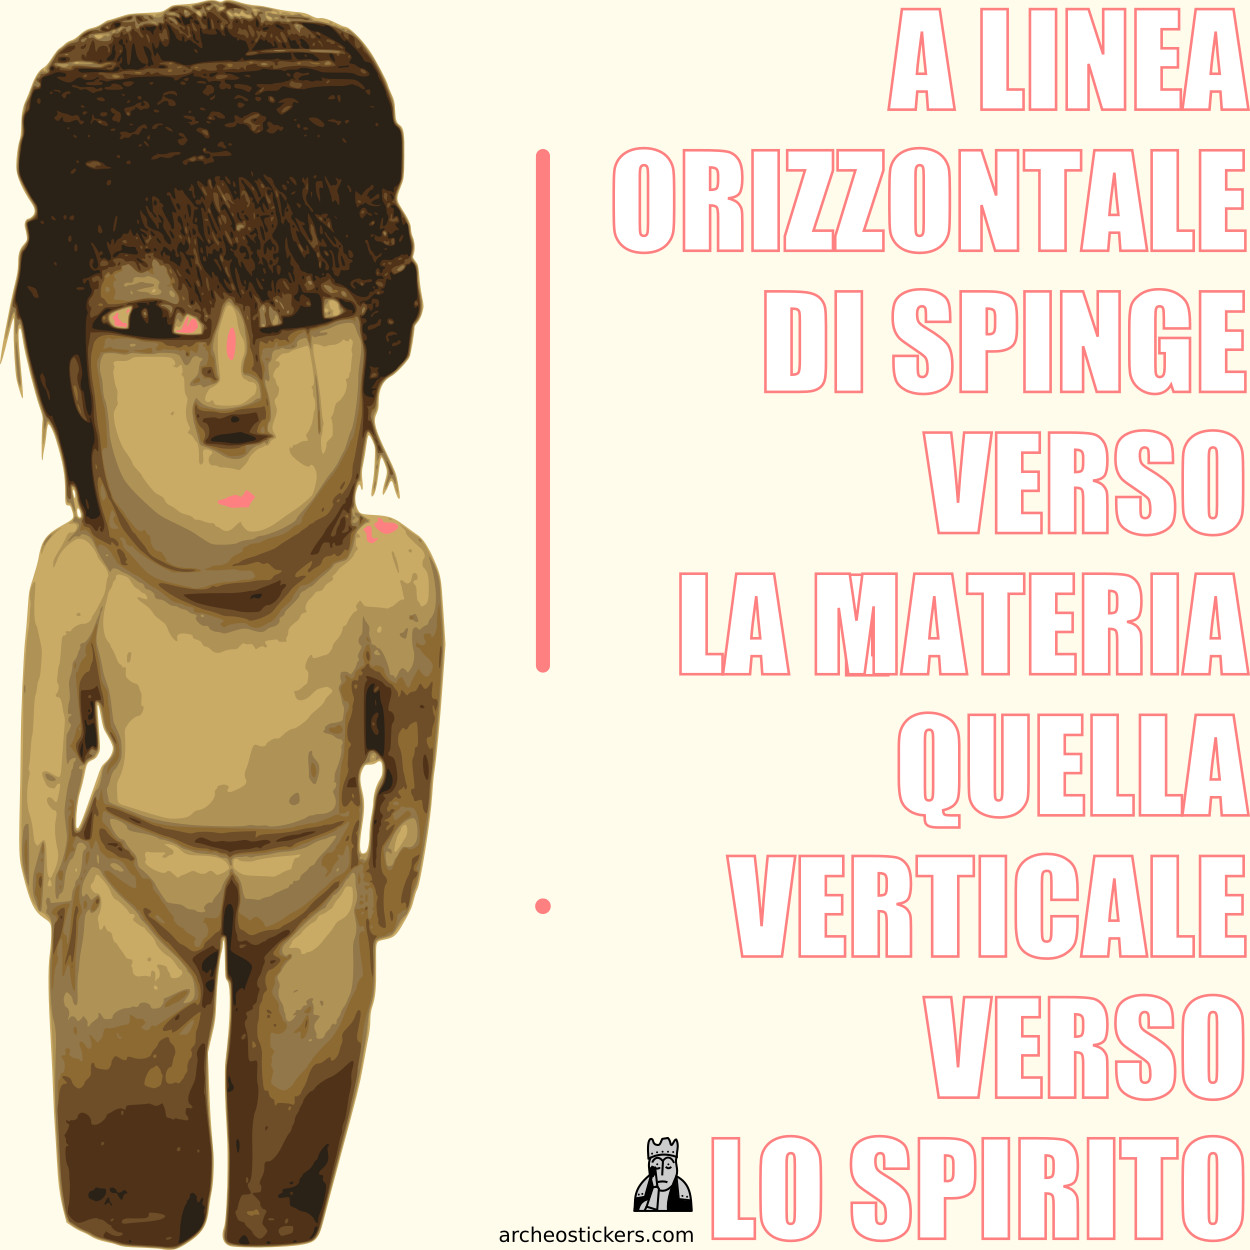 A LINEA
ORIZZONTALE
DI SPINGE
VERSO
LA MATERIA
QUELLA
VERTICALE
VERSO
LO SPIRITO
archeostickers.com